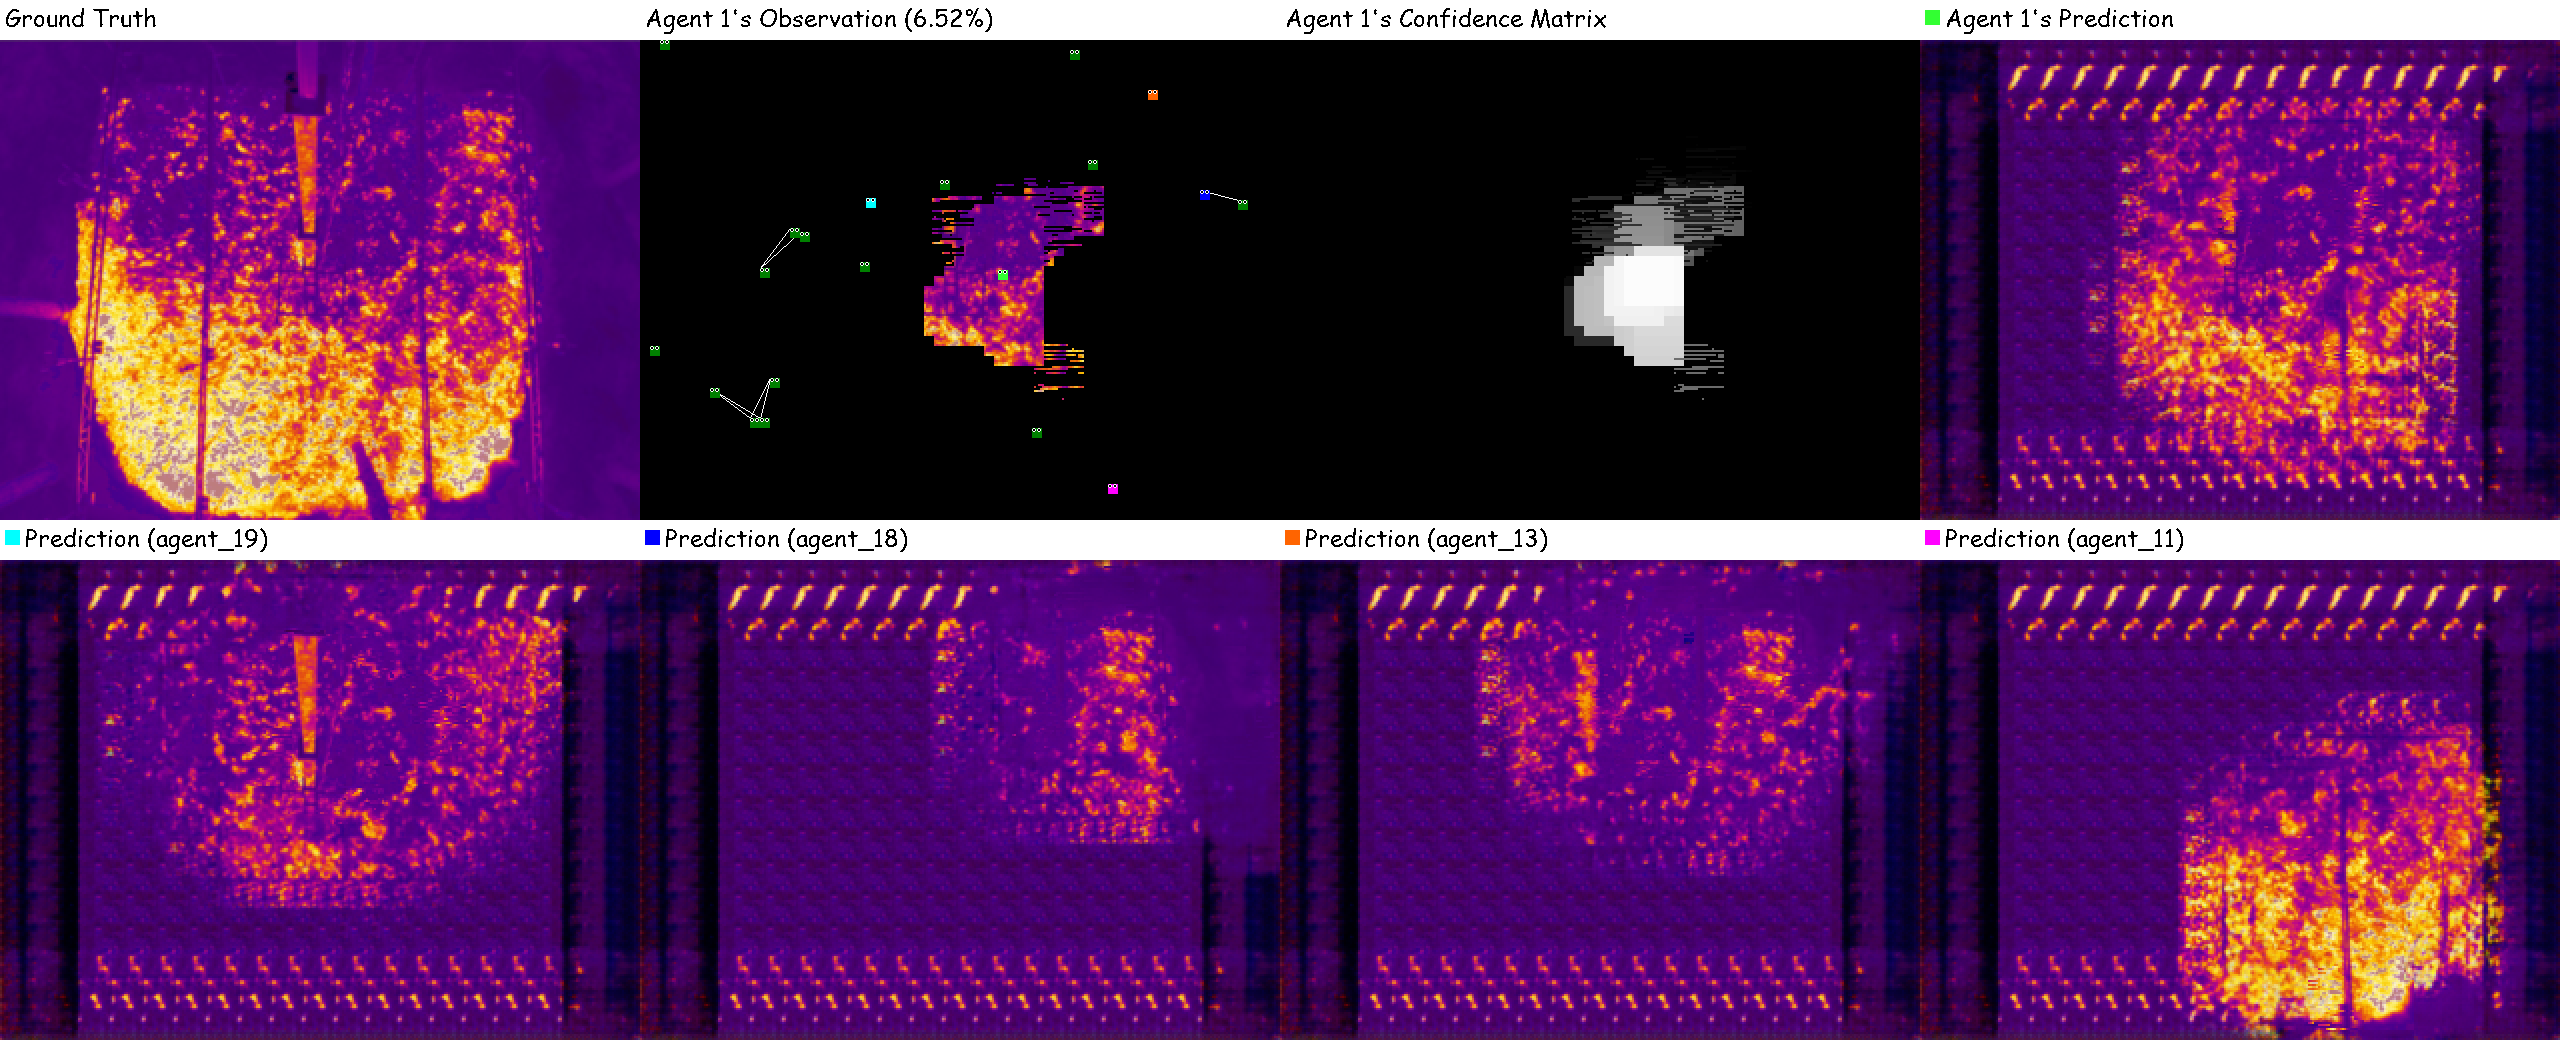 Ground Truth
Agent 1's Observation (6.52%)
Agent 1's Confidence Matrix
Agent 1's Prediction
Prediction (agent_19)
Prediction (agent_18)
Prediction (agent_13)
Prediction (agent_11)